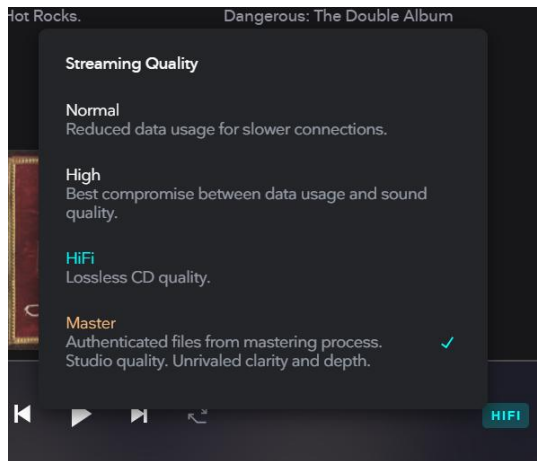 Hot Rocks.
Dangerous: The Double Album
Streaming Quality
Normal
Reduced data usage for slower connections.
High
Best compromise between data usage and sound
quality.
HiFi
Lossless CD quality.
Master
Authenticated files from mastering process.
Studio quality. Unrivaled clarity and depth.
HIFI